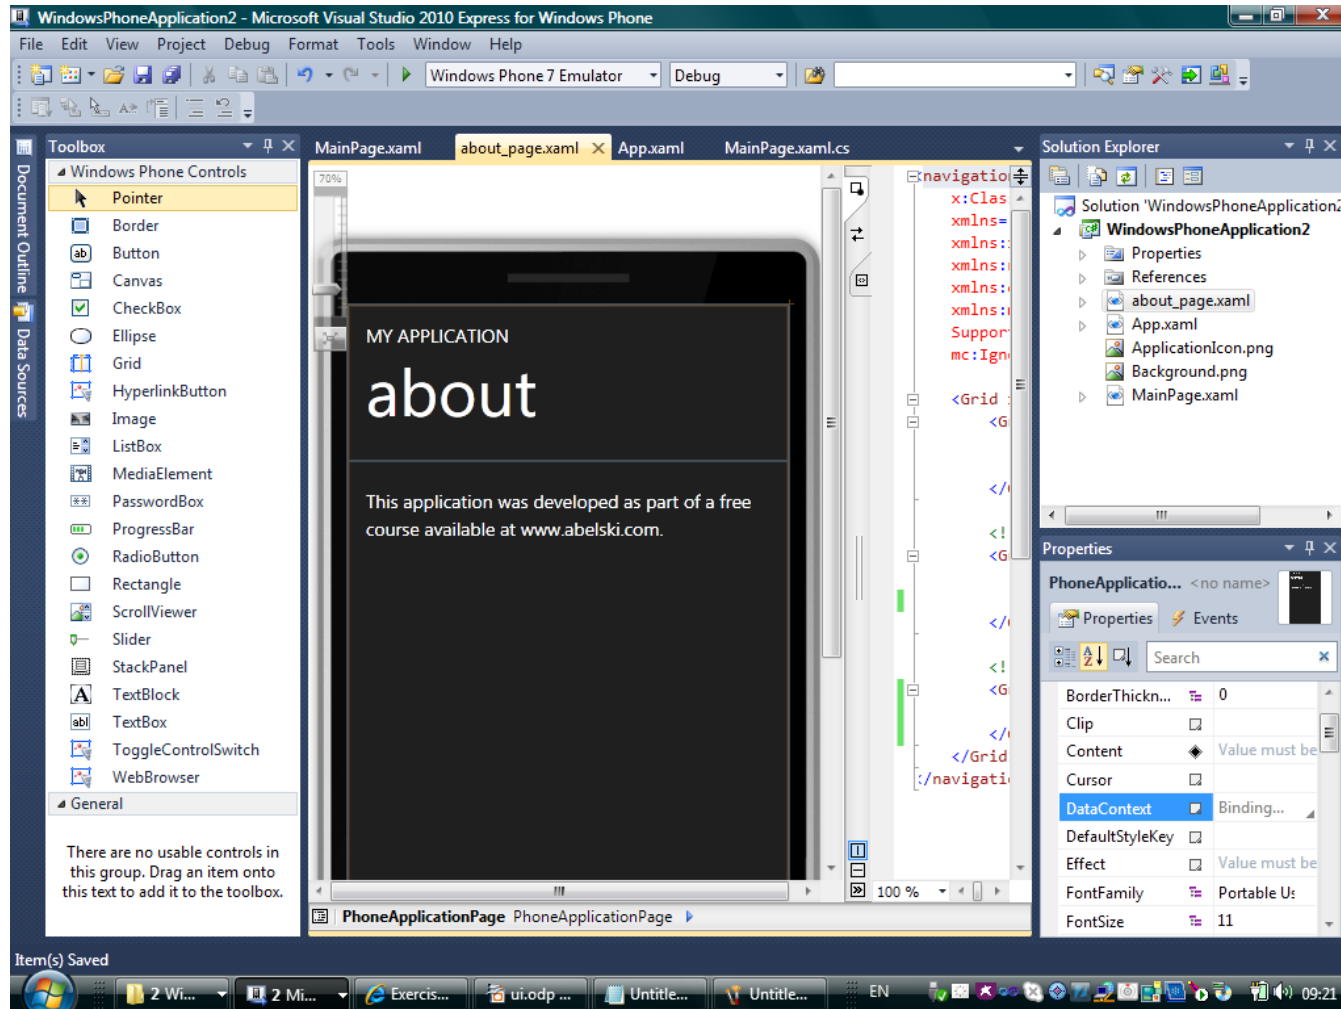 WindowsPhoneApplication2 - Microsoft Visual Studio 2010 Express for Windows Phone
File Edit View Project Debug Format Tools Window Help
Windows Phone 7 Emulator Debug
Document Outline
Data Sources
Toolbox
Windows Phone Controls
Pointer
Border
Button
Canvas
CheckBox
Ellipse
Grid
HyperlinkButton
Image
ListBox
MediaElement
PasswordBox
ProgressBar
RadioButton
Rectangle
ScrollViewer
Slider
StackPanel
TextBlock
TextBox
ToggleControlSwitch
WebBrowser
General
There are no usable controls in
this group. Drag an item onto
this text to add it to the toolbox.
MainPage.xaml about_page.xaml App.xaml MainPage.xaml.cs
70%
MY APPLICATION
about
This application was developed as part of a free
course available at www.abelski.com.
navigatio
x:Clas
xmlns=
xmlns:
xmlns:
xmlns:
xmlns:
Suppor
mc:Ign
<Grid
<G
</
<!
<G
</
<!
<G
</
</Grid
/navigati
100 %
PhoneApplicationPage PhoneApplicationPage
Solution Explorer
Solution 'WindowsPhoneApplication2
WindowsPhoneApplication2
Properties
References
about_page.xaml
App.xaml
ApplicationIcon.png
Background.png
MainPage.xaml
Properties
PhoneApplicatio... <no name>
Properties Events
Search
BorderThickn... 0
Clip
Content Value must be
Cursor
DataContext Binding...
DefaultStyleKey
Effect Value must be
FontFamily Portable Us
FontSize 11
Item(s) Saved
2 Wi... 2 Mi... Exercis... ui.odp ... Untitle... Untitle... EN 09:21